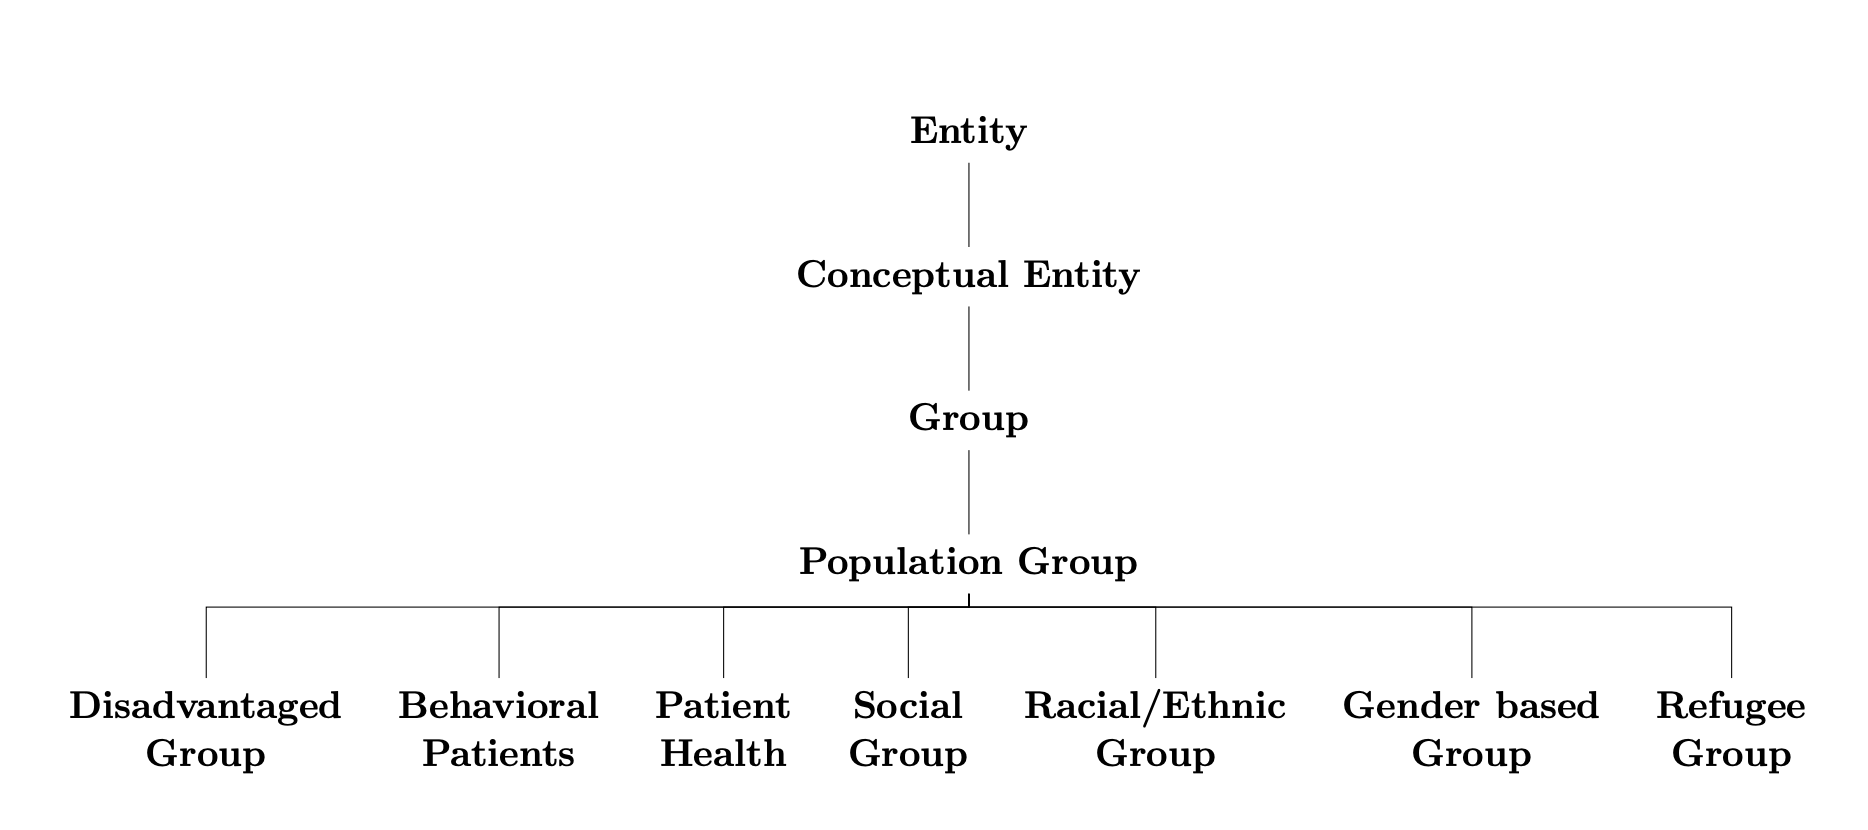 Entity
Conceptual Entity
Group
Population Group
Disadvantaged
Group
Behavioral
Patients
Patient
Health
Social
Group
Racial/Ethnic
Group
Gender based
Group
Refugee
Group